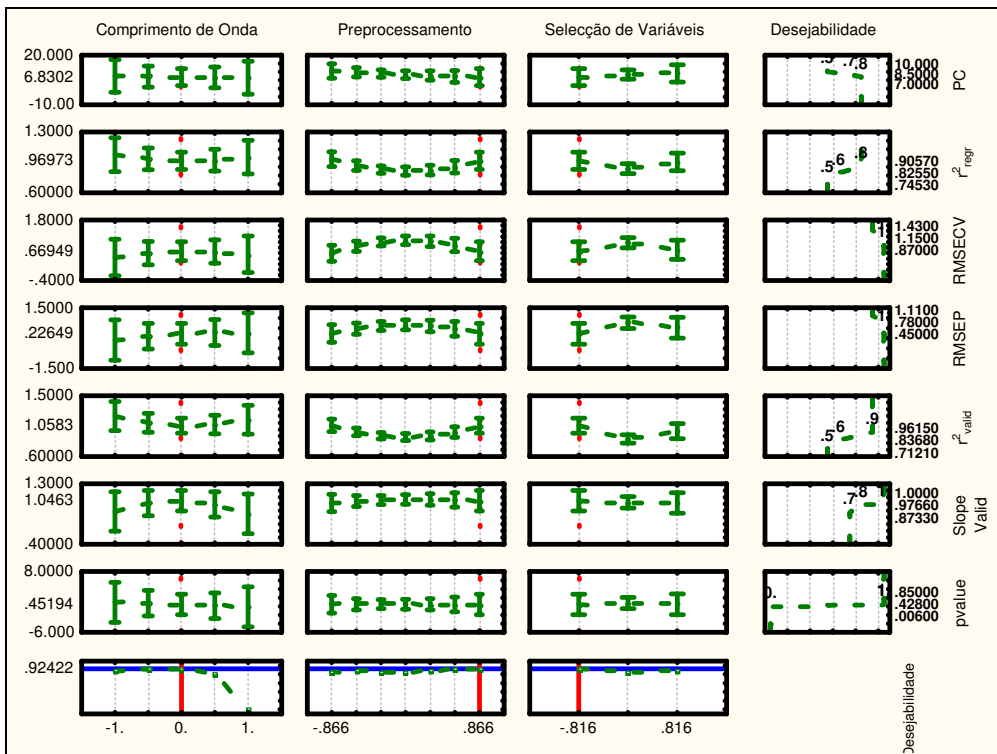 Comprimento de Onda Preprocessamento Selecção de Variáveis Desejabilidade
20.000
6.8302
-10.00
.5 .7 .8
10.000
8.5000
7.0000
PC
1.3000
.96973
.60000
.5 .6 .8
.90570
.82550
.74530
r²regr
1.8000
.66949
-.4000
1.4300
1.1500
.87000
RMSECV
1.5000
.22649
-1.500
1.1100
.78000
.45000
RMSEP
1.5000
1.0583
.60000
.5 .6 .9
.96150
.83680
.71210
r²valid
1.3000
1.0463
.40000
.7 .8 1
1.0000
.97660
.87330
Slope
Valid
8.0000
.45194
-6.000
0. 1
.85000
.42800
.00600
pvalue
.92422
-1. 0. 1. -.866 .866 -.816 .816
Desejabilidade